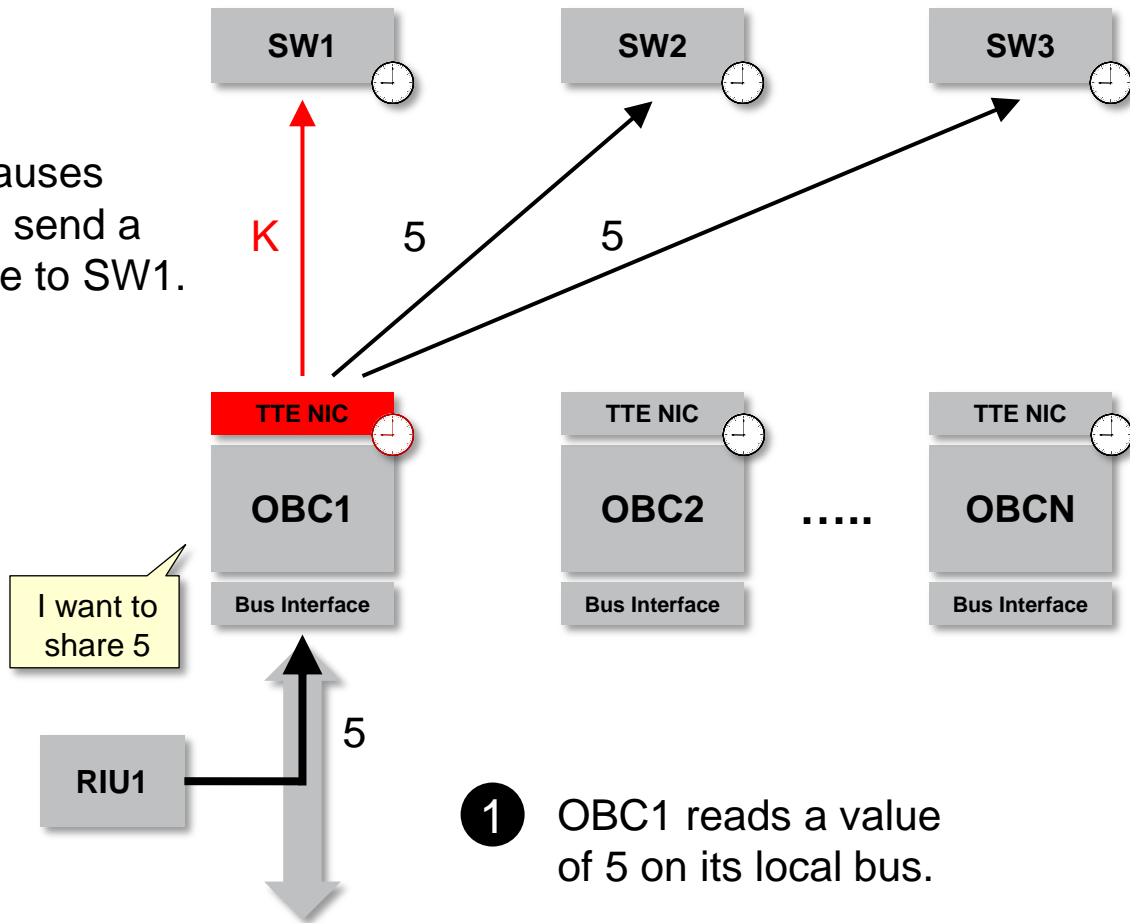 SW1
SW2
SW3
auses
send a
e to SW1.
K
5
5
TTE NIC
TTE NIC
TTE NIC
OBC1
OBC2
.....
OBCN
Bus Interface
Bus Interface
Bus Interface
I want to
share 5
5
RIU1
1 OBC1 reads a value
of 5 on its local bus.